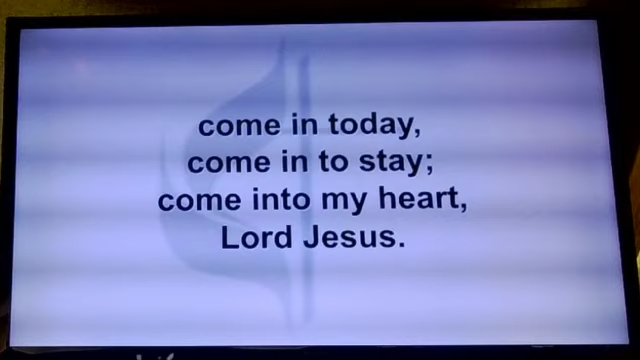 come in today,
come in to stay;
come into my heart,
Lord Jesus.